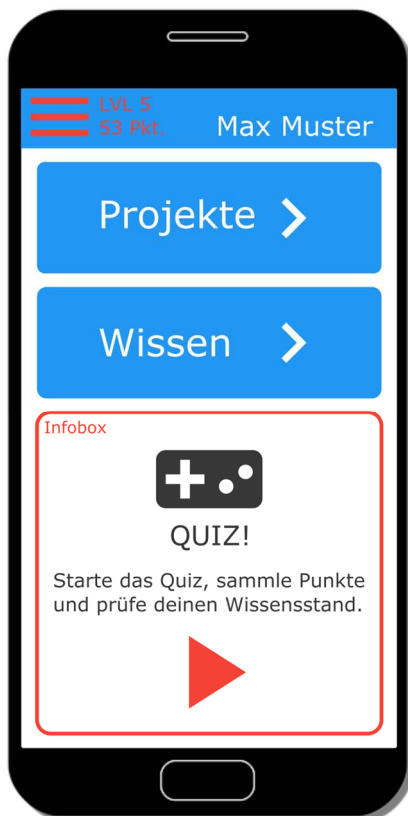 LVL 5
53 Pkt.
Max Muster
Projekte
Wissen
Infobox
QUIZ!
Starte das Quiz, sammle Punkte
und prüfe deinen Wissensstand.